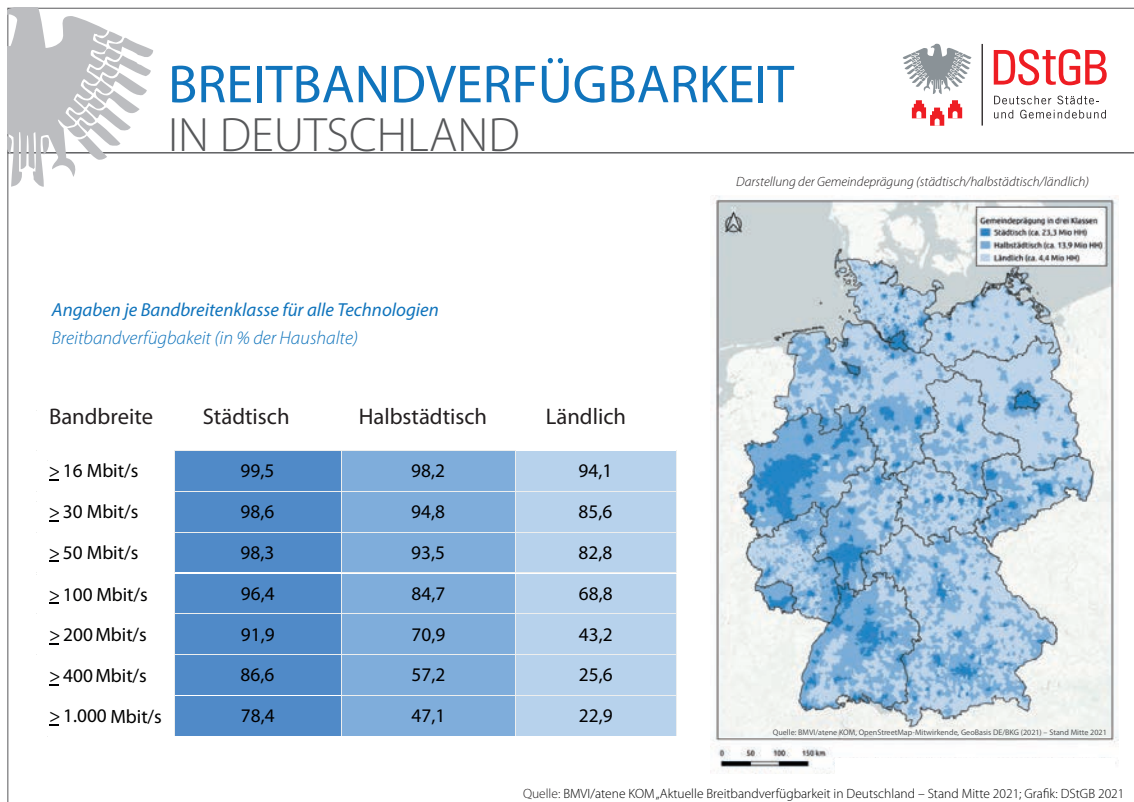 BREITBANDVERFÜGBARKEIT
IN DEUTSCHLAND
DStGB
Deutscher Städte-
und Gemeindebund
Darstellung der Gemeindeprägung (städtisch/halbstädtisch/ländlich)
Gemeindeprägung in drei Klassen
Städtisch (ca. 23,3 Mio HH)
Halbstädtisch (ca. 13,9 Mio HH)
Ländlich (ca. 4,4 Mio HH)
Angaben je Bandbreitenklasse für alle Technologien
Breitbandverfügbakeit (in % der Haushalte)
Bandbreite Städtisch Halbstädtisch Ländlich
≥ 16 Mbit/s 99,5 98,2 94,1
≥ 30 Mbit/s 98,6 94,8 85,6
≥ 50 Mbit/s 98,3 93,5 82,8
≥ 100 Mbit/s 96,4 84,7 68,8
≥ 200 Mbit/s 91,9 70,9 43,2
≥ 400 Mbit/s 86,6 57,2 25,6
≥ 1.000 Mbit/s 78,4 47,1 22,9
Quelle: BMVI/atene KOM, OpenStreetMap-Mitwirkende, GeoBasis DE/BKG (2021) – Stand Mitte 2021
0 50 100 150 km
Quelle: BMVI/atene KOM „Aktuelle Breitbandverfügbarkeit in Deutschland – Stand Mitte 2021; Grafik: DStGB 2021